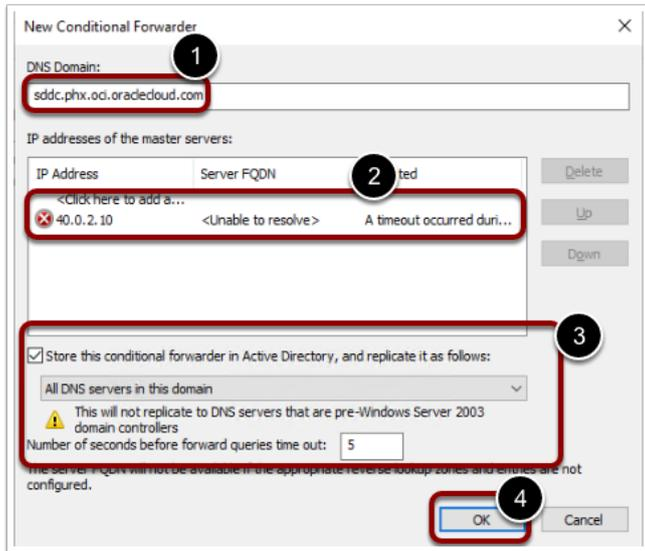 New Conditional Forwarder
1
DNS Domain:
sddc.phx.oci.oraclecloud.com
IP addresses of the master servers:
IP Address Server FQDN 2 ted Delete
<Click here to add a...
40.0.2.10 <Unable to resolve> A timeout occurred duri... Up
Down
3
Store this conditional forwarder in Active Directory, and replicate it as follows:
All DNS servers in this domain
This will not replicate to DNS servers that are pre-Windows Server 2003
domain controllers
Number of seconds before forward queries time out: 5
The server FQDN will not be available if the appropriate reverse lookup zones and entries are not
configured.
4
OK Cancel